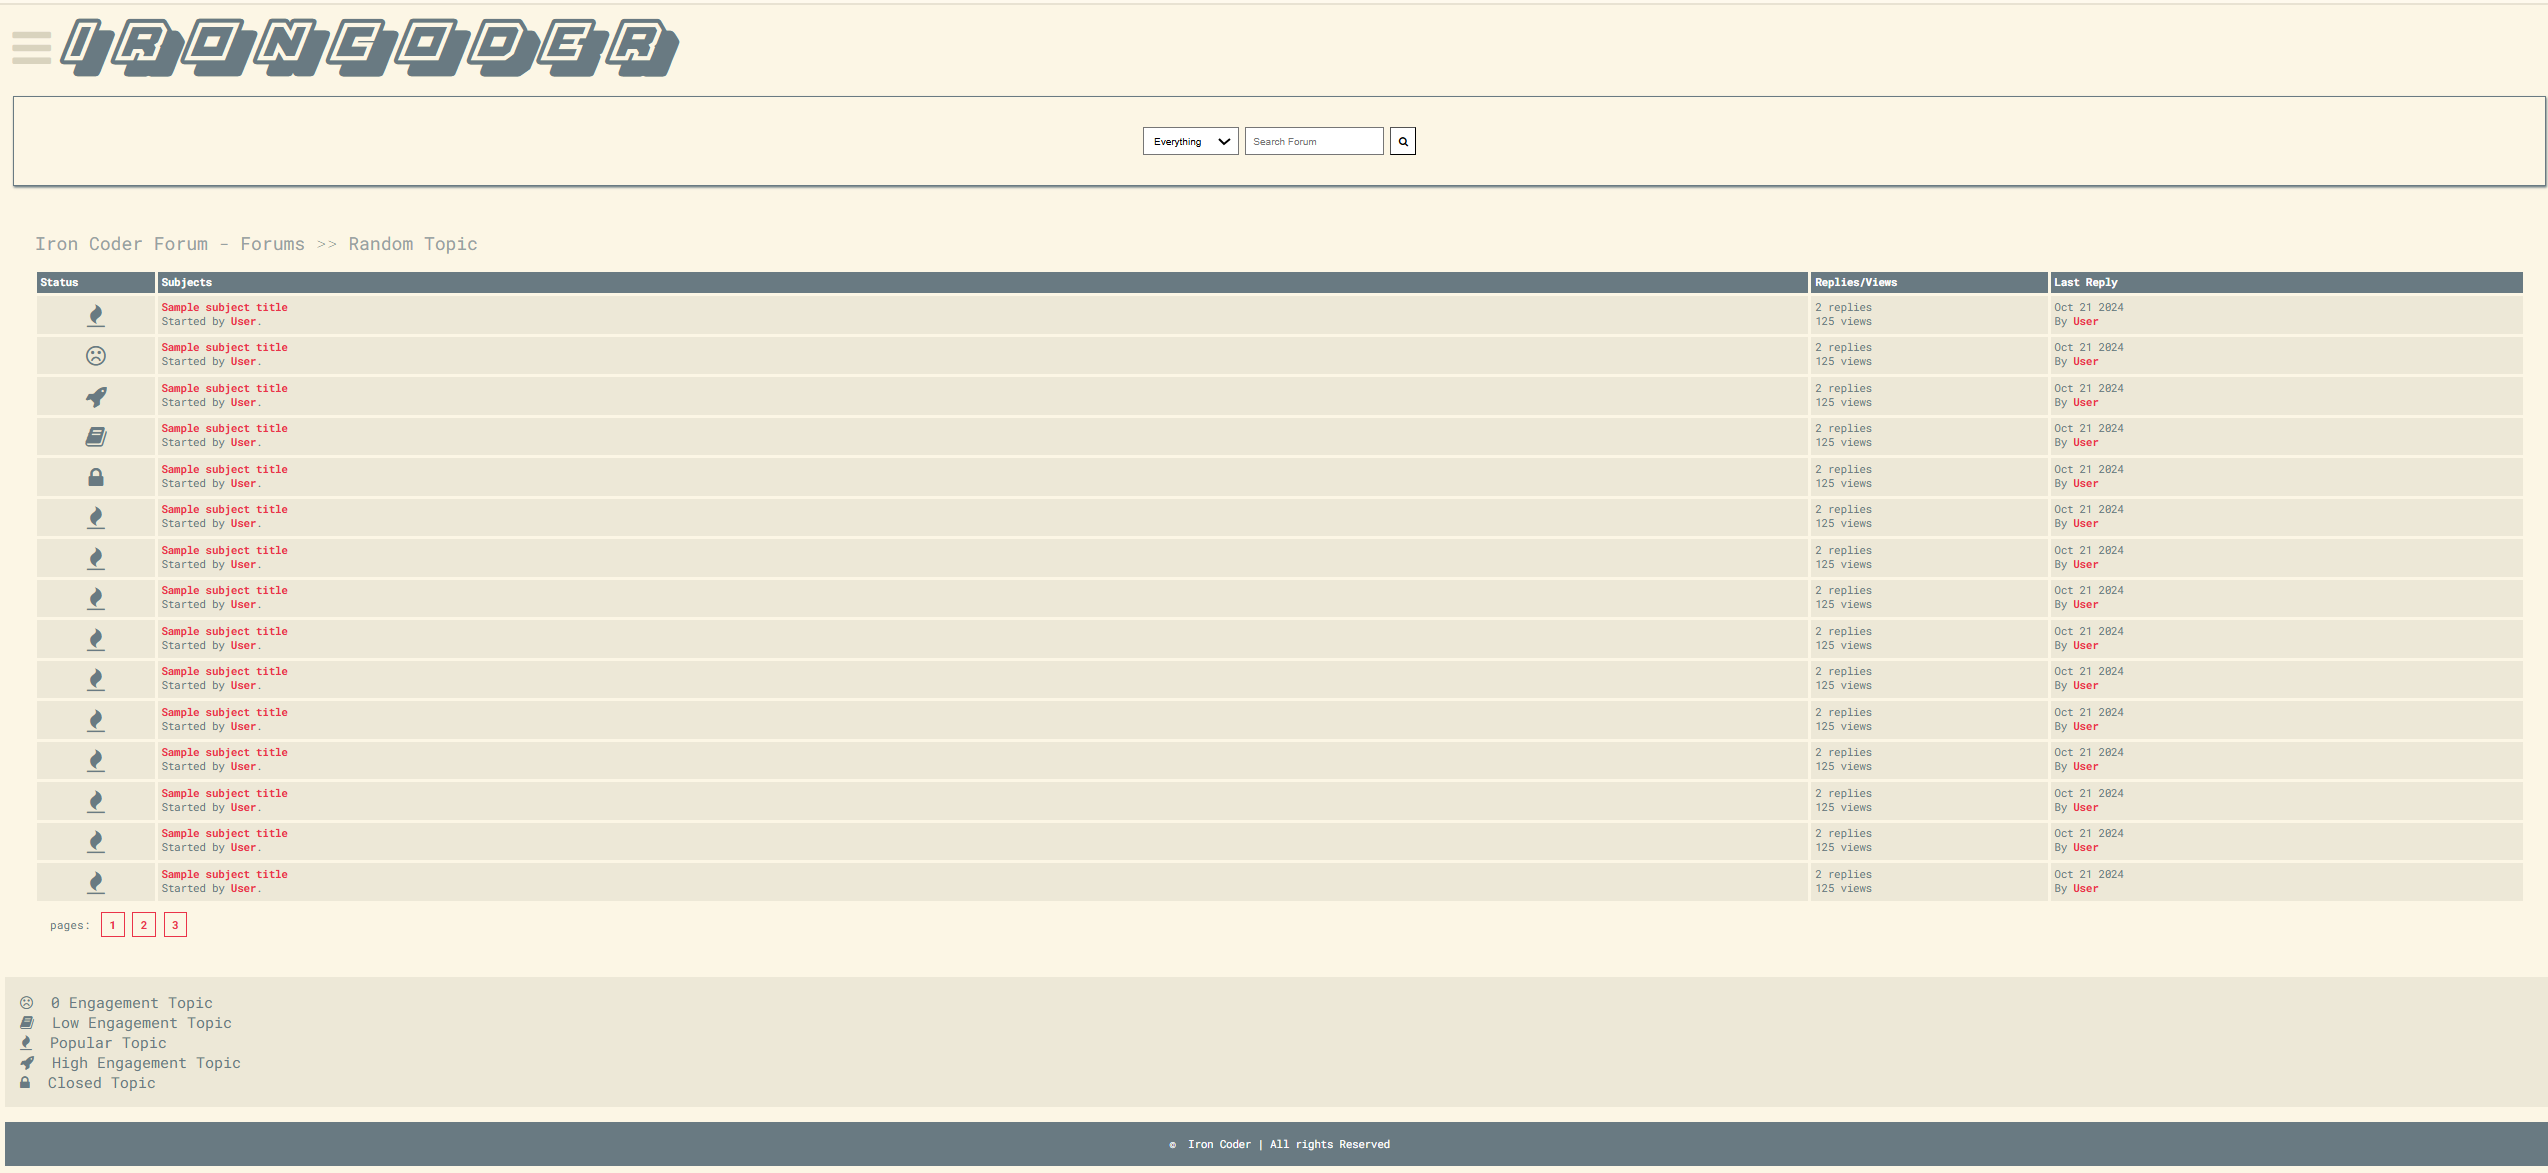 IRONCODER
Everything Search Forum
Iron Coder Forum - Forums >> Random Topic
Status Subjects Replies/Views Last Reply
Sample subject title 2 replies Oct 21 2024
Started by User. 125 views By User
Sample subject title 2 replies Oct 21 2024
Started by User. 125 views By User
Sample subject title 2 replies Oct 21 2024
Started by User. 125 views By User
Sample subject title 2 replies Oct 21 2024
Started by User. 125 views By User
Sample subject title 2 replies Oct 21 2024
Started by User. 125 views By User
Sample subject title 2 replies Oct 21 2024
Started by User. 125 views By User
Sample subject title 2 replies Oct 21 2024
Started by User. 125 views By User
Sample subject title 2 replies Oct 21 2024
Started by User. 125 views By User
Sample subject title 2 replies Oct 21 2024
Started by User. 125 views By User
Sample subject title 2 replies Oct 21 2024
Started by User. 125 views By User
Sample subject title 2 replies Oct 21 2024
Started by User. 125 views By User
Sample subject title 2 replies Oct 21 2024
Started by User. 125 views By User
Sample subject title 2 replies Oct 21 2024
Started by User. 125 views By User
Sample subject title 2 replies Oct 21 2024
Started by User. 125 views By User
Sample subject title 2 replies Oct 21 2024
Started by User. 125 views By User
pages: 1 2 3
0 Engagement Topic
Low Engagement Topic
Popular Topic
High Engagement Topic
Closed Topic
© Iron Coder | All rights Reserved